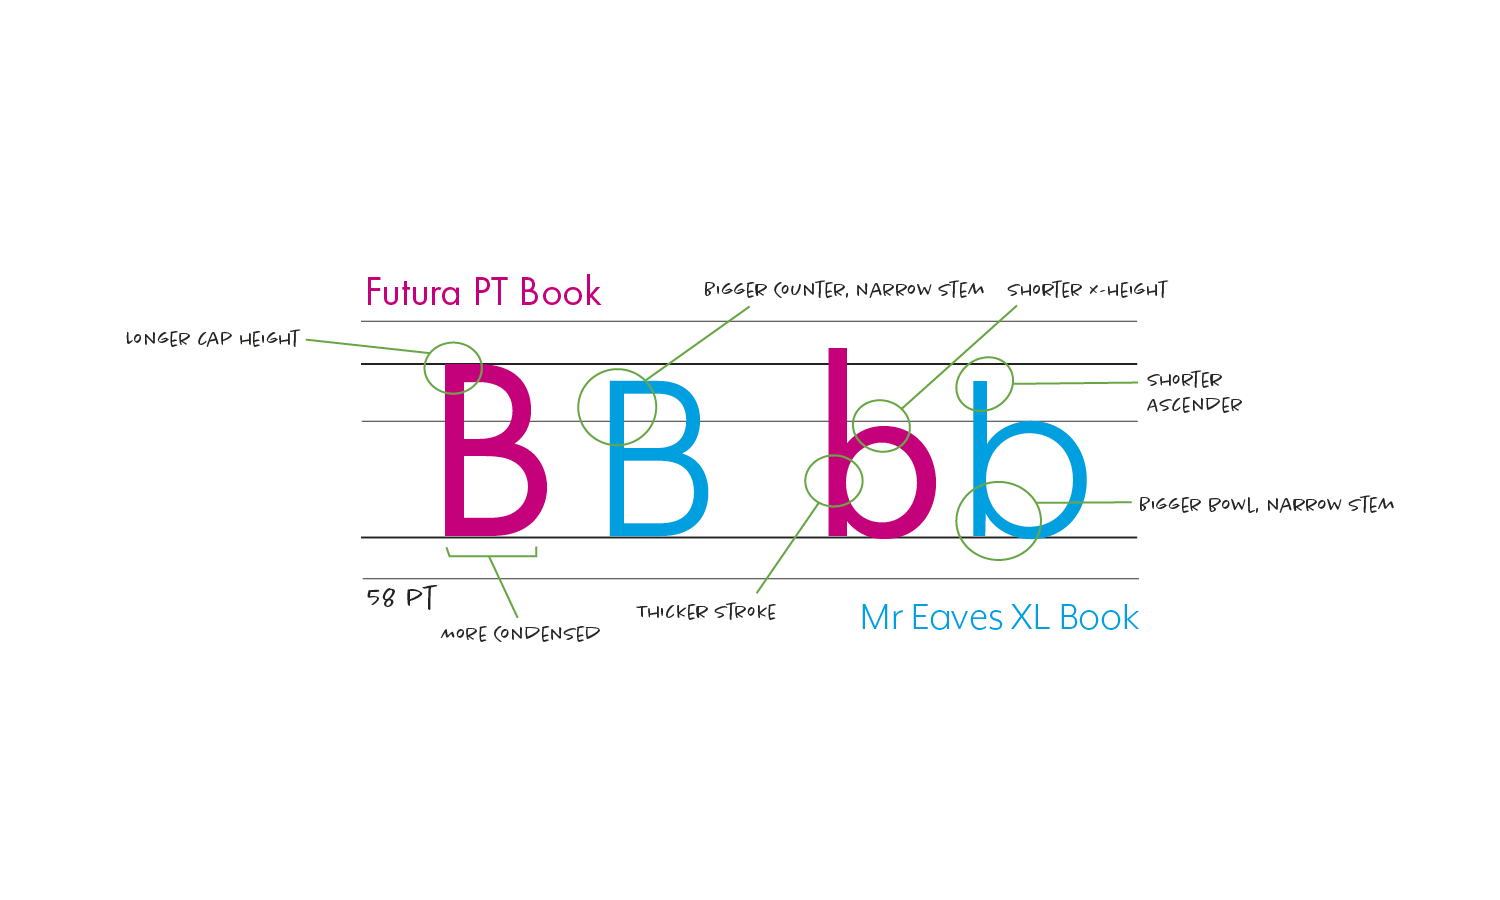 Futura PT Book
BIGGER COUNTER, NARROW STEM
SHORTER X-HEIGHT
LONGER CAP HEIGHT
B B b b
SHORTER
ASCENDER
BIGGER BOWL, NARROW STEM
58 PT
THICKER STROKE
Mr Eaves XL Book
MORE CONDENSED